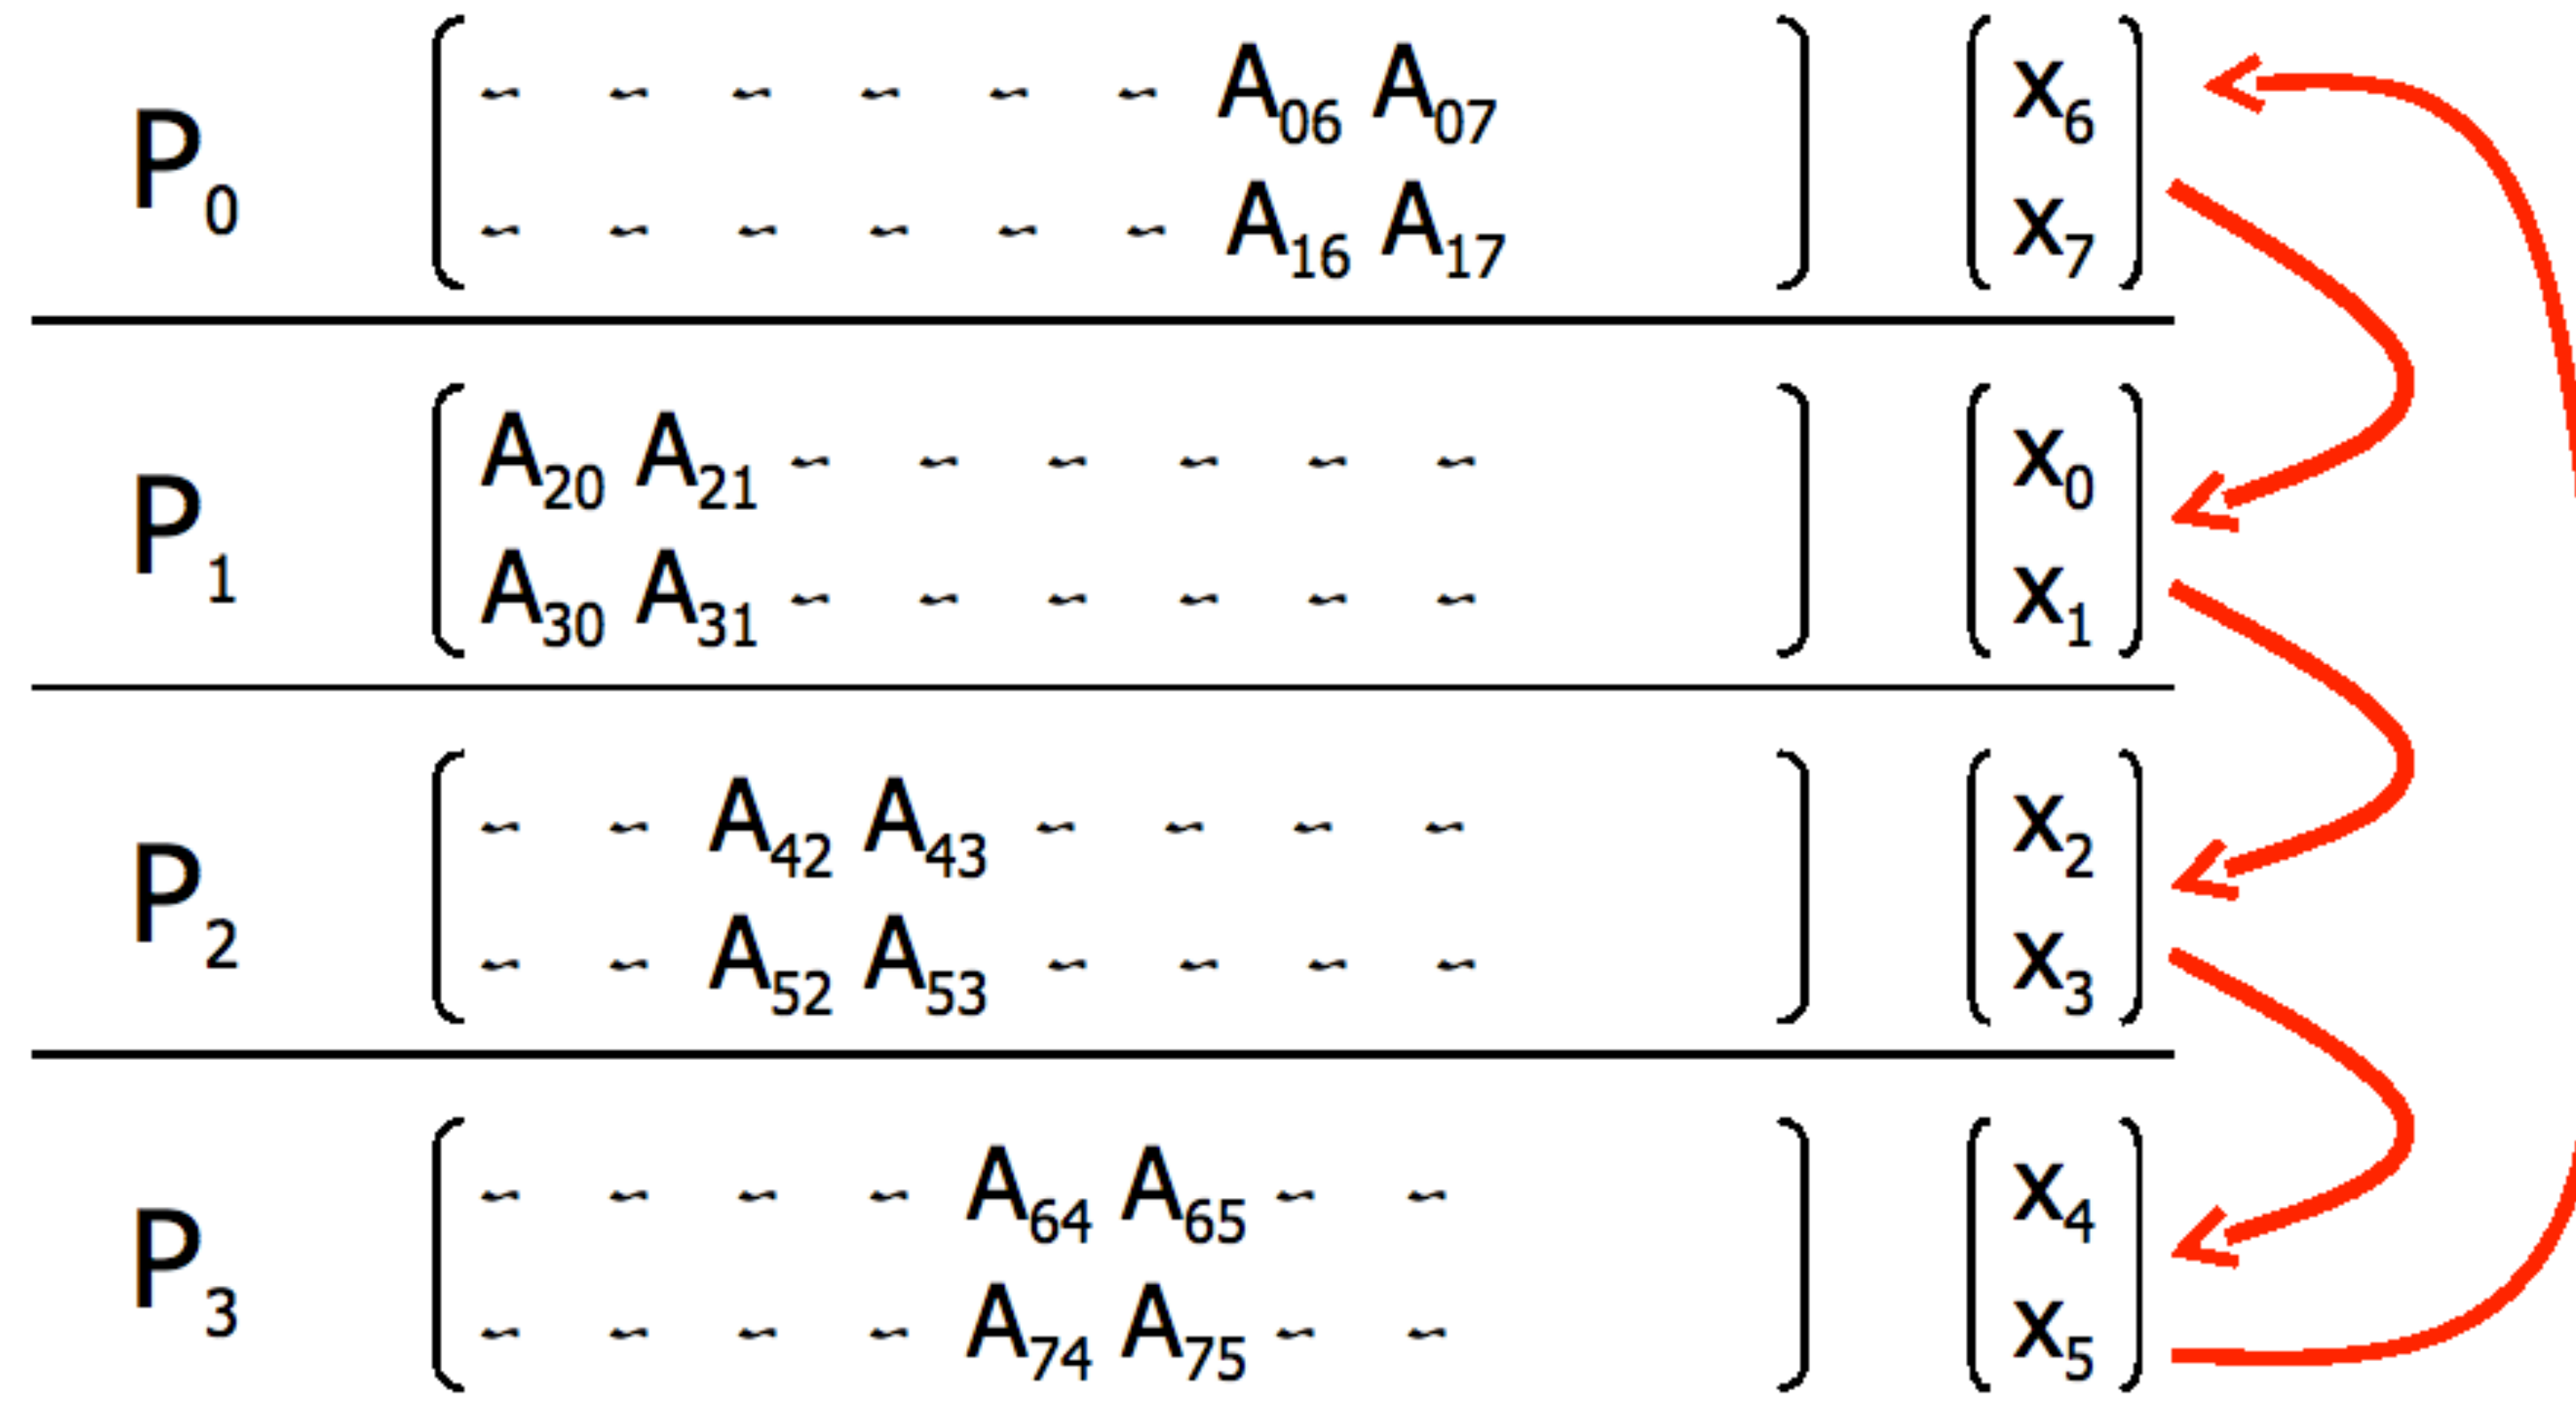 - - - - - - A₀₆ A₀₇ x₆
P₀
- - - - - - A₁₆ A₁₇ x₇
A₂₀ A₂₁ - - - - - - x₀
P₁
A₃₀ A₃₁ - - - - - - x₁
- - A₄₂ A₄₃ - - - - x₂
P₂
- - A₅₂ A₅₃ - - - - x₃
- - - - A₆₄ A₆₅ - - x₄
P₃
- - - - A₇₄ A₇₅ - - x₅